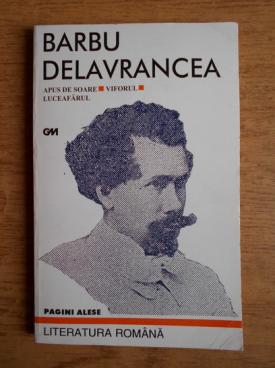 BARBU
DELAVRANCEA
APUS DE SOARE ■ VIFORUL ■
LUCEAFĂRUL
GM
PAGINI ALESE
LITERATURA ROMÂNĂ